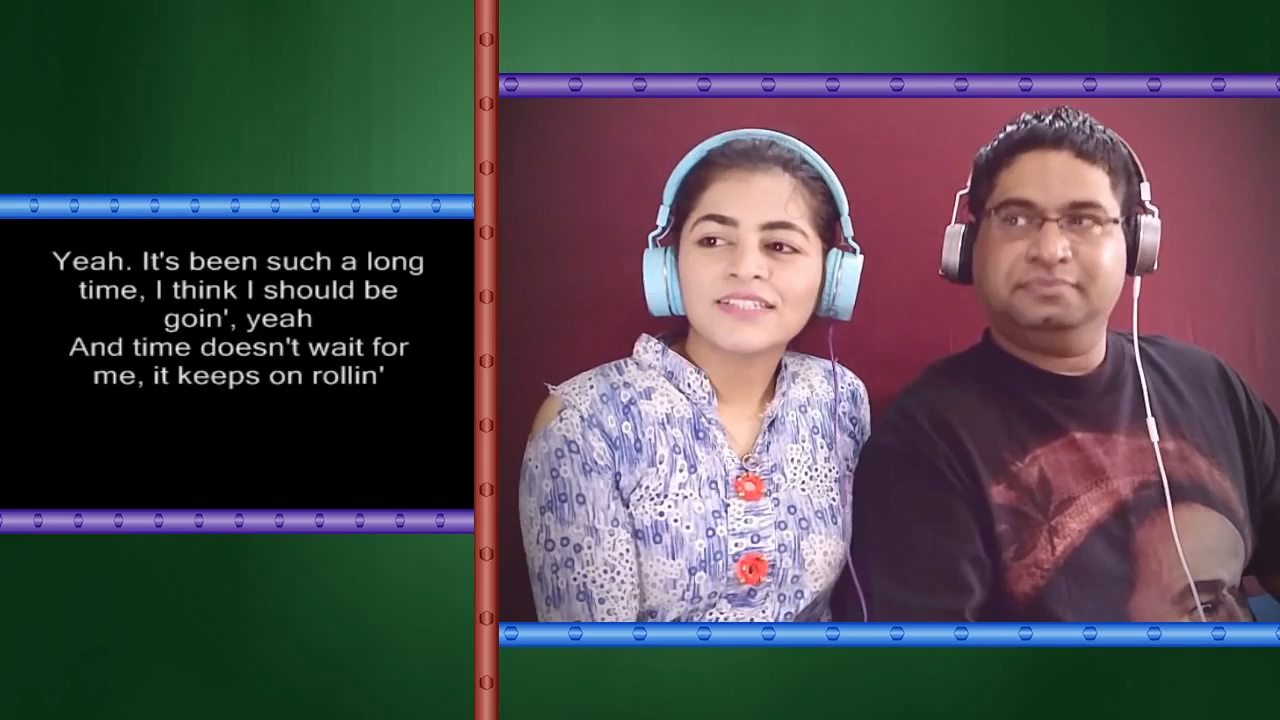 Yeah. It's been such a long
time, I think I should be
goin', yeah
And time doesn't wait for
me, it keeps on rollin'